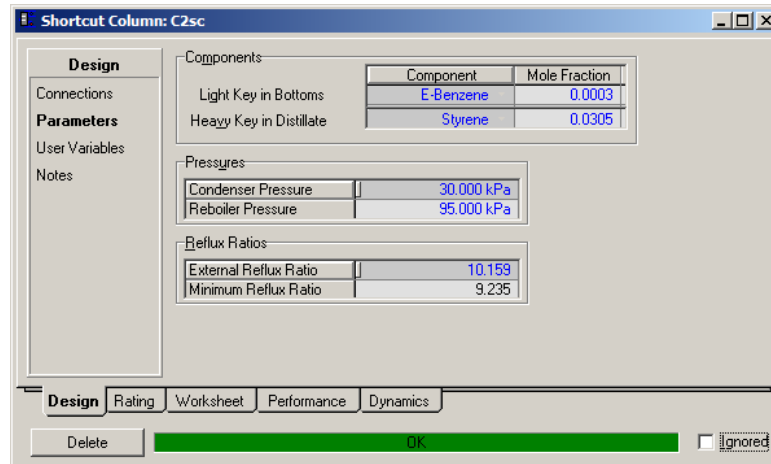 Shortcut Column: C2sc
Design
Connections
Parameters
User Variables
Notes
Components
Component Mole Fraction
Light Key in Bottoms E-Benzene 0.0003
Heavy Key in Distillate Styrene 0.0305
Pressures
Condenser Pressure 30.000 kPa
Reboiler Pressure 95.000 kPa
Reflux Ratios
External Reflux Ratio 10.159
Minimum Reflux Ratio 9.235
Design Rating Worksheet Performance Dynamics
Delete OK Ignored